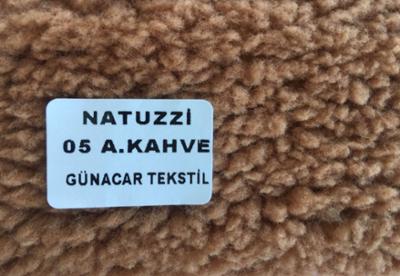 NATUZZİ
05 A.KAHVE
GÜNACAR TEKSTİL